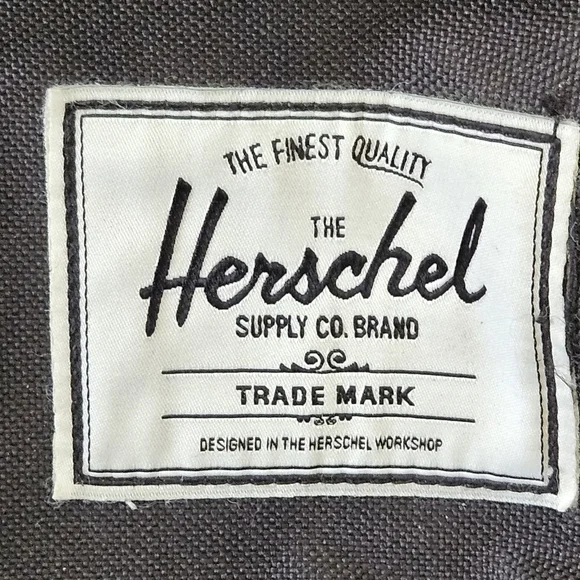 THE FINEST QUALITY
THE
Herschel
SUPPLY CO. BRAND
TRADE MARK
DESIGNED IN THE HERSCHEL WORKSHOP